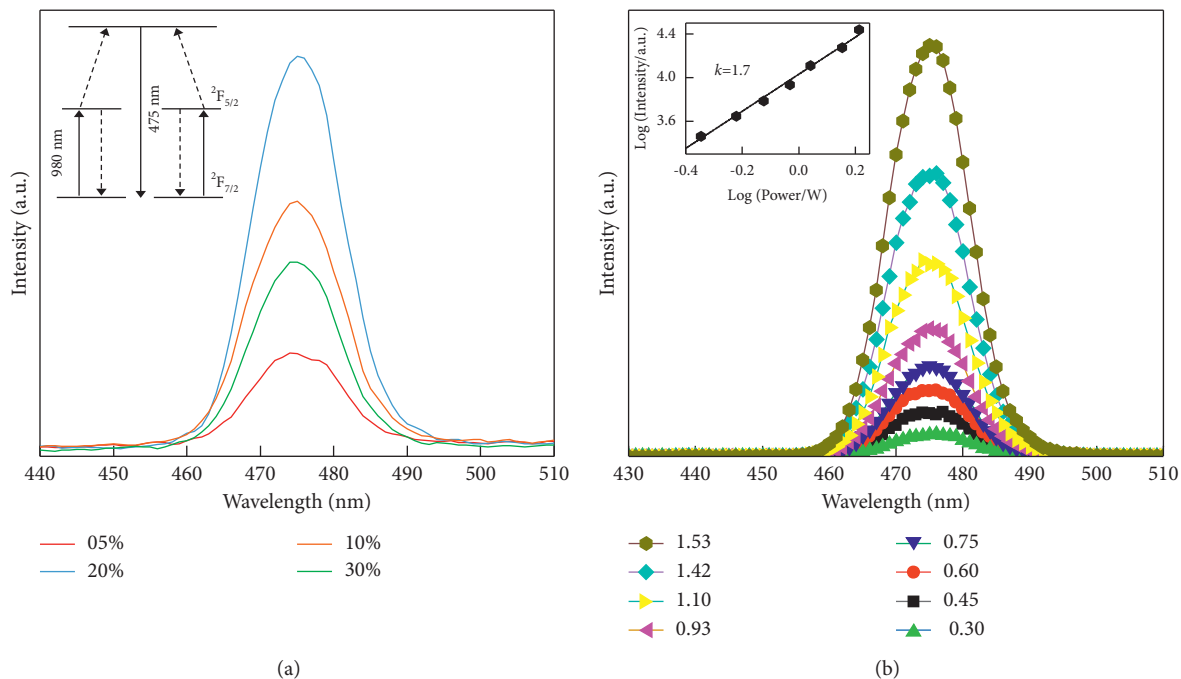 ²F₅/₂
980 nm
475 nm
²F₇/₂
Intensity (a.u.)
440 450 460 470 480 490 500 510
Wavelength (nm)
05%
10%
20%
30%
(a)
4.4
4.0
3.6
Log (Intensity/a.u.)
k=1.7
-0.4 -0.2 0.0 0.2
Log (Power/W)
Intensity (a.u.)
430 440 450 460 470 480 490 500 510
Wavelength (nm)
1.53
1.42
1.10
0.93
0.75
0.60
0.45
0.30
(b)